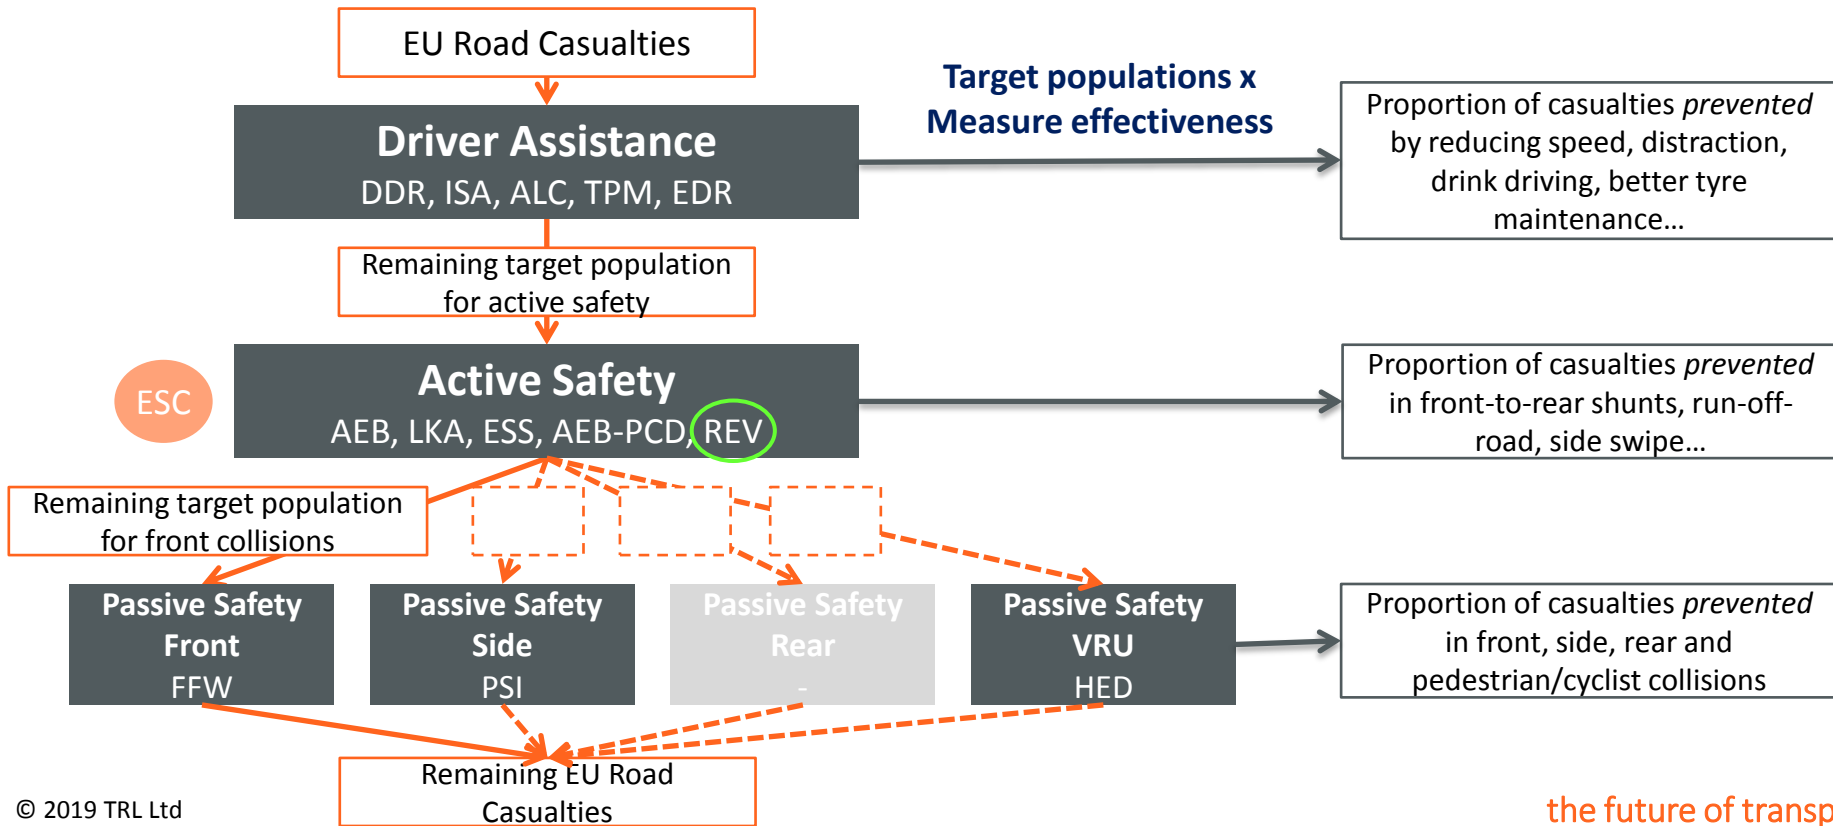 EU Road Casualties
Target populations x
Measure effectiveness
Driver Assistance
DDR, ISA, ALC, TPM, EDR
Proportion of casualties prevented
by reducing speed, distraction,
drink driving, better tyre
maintenance…
Remaining target population
for active safety
ESC
Active Safety
AEB, LKA, ESS, AEB-PCD, REV
Proportion of casualties prevented
in front-to-rear shunts, run-off-
road, side swipe…
Remaining target population
for front collisions
Passive Safety
Front
FFW
Passive Safety
Side
PSI
Passive Safety
Rear
-
Passive Safety
VRU
HED
Proportion of casualties prevented
in front, side, rear and
pedestrian/cyclist collisions
Remaining EU Road
Casualties
© 2019 TRL Ltd
the future of transp